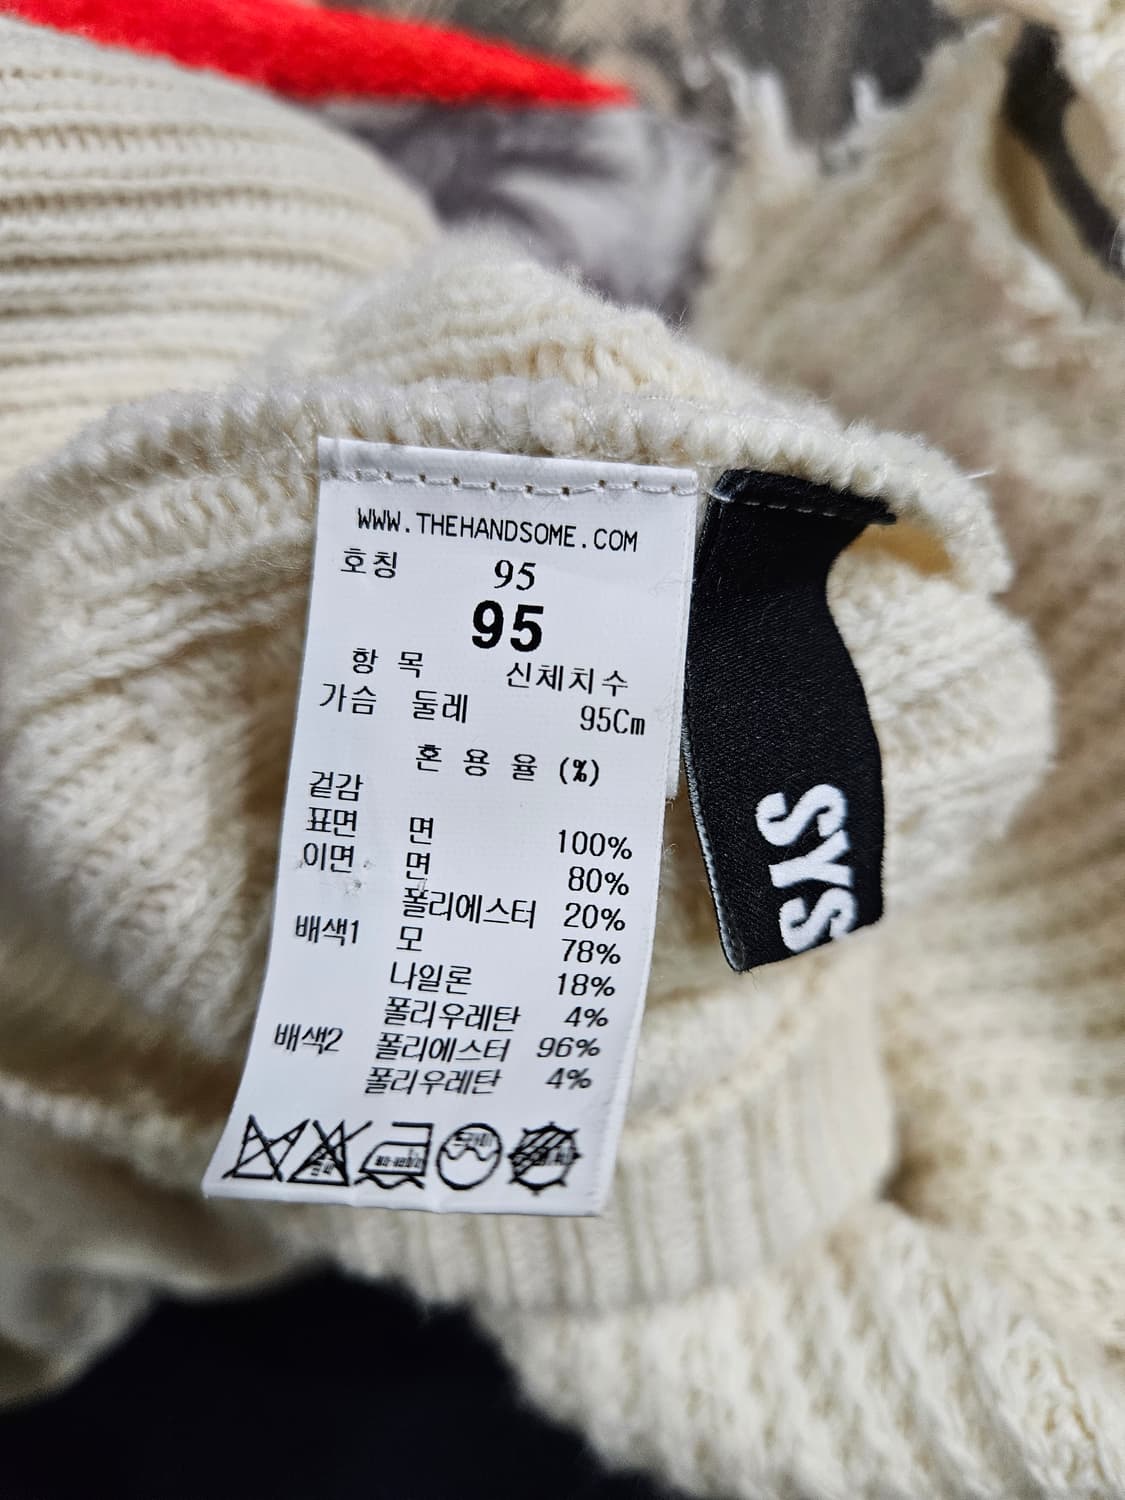 WWW.THEHANDSOME.COM
호칭 95
95
항 목 신체치수
가슴 둘레 95Cm
혼 용 율 (%)
겉감
표면 면 100%
이면 면 80%
폴리에스터 20%
배색1 모 78%
나일론 18%
폴리우레탄 4%
배색2 폴리에스터 96%
폴리우레탄 4%
드라이
SYS